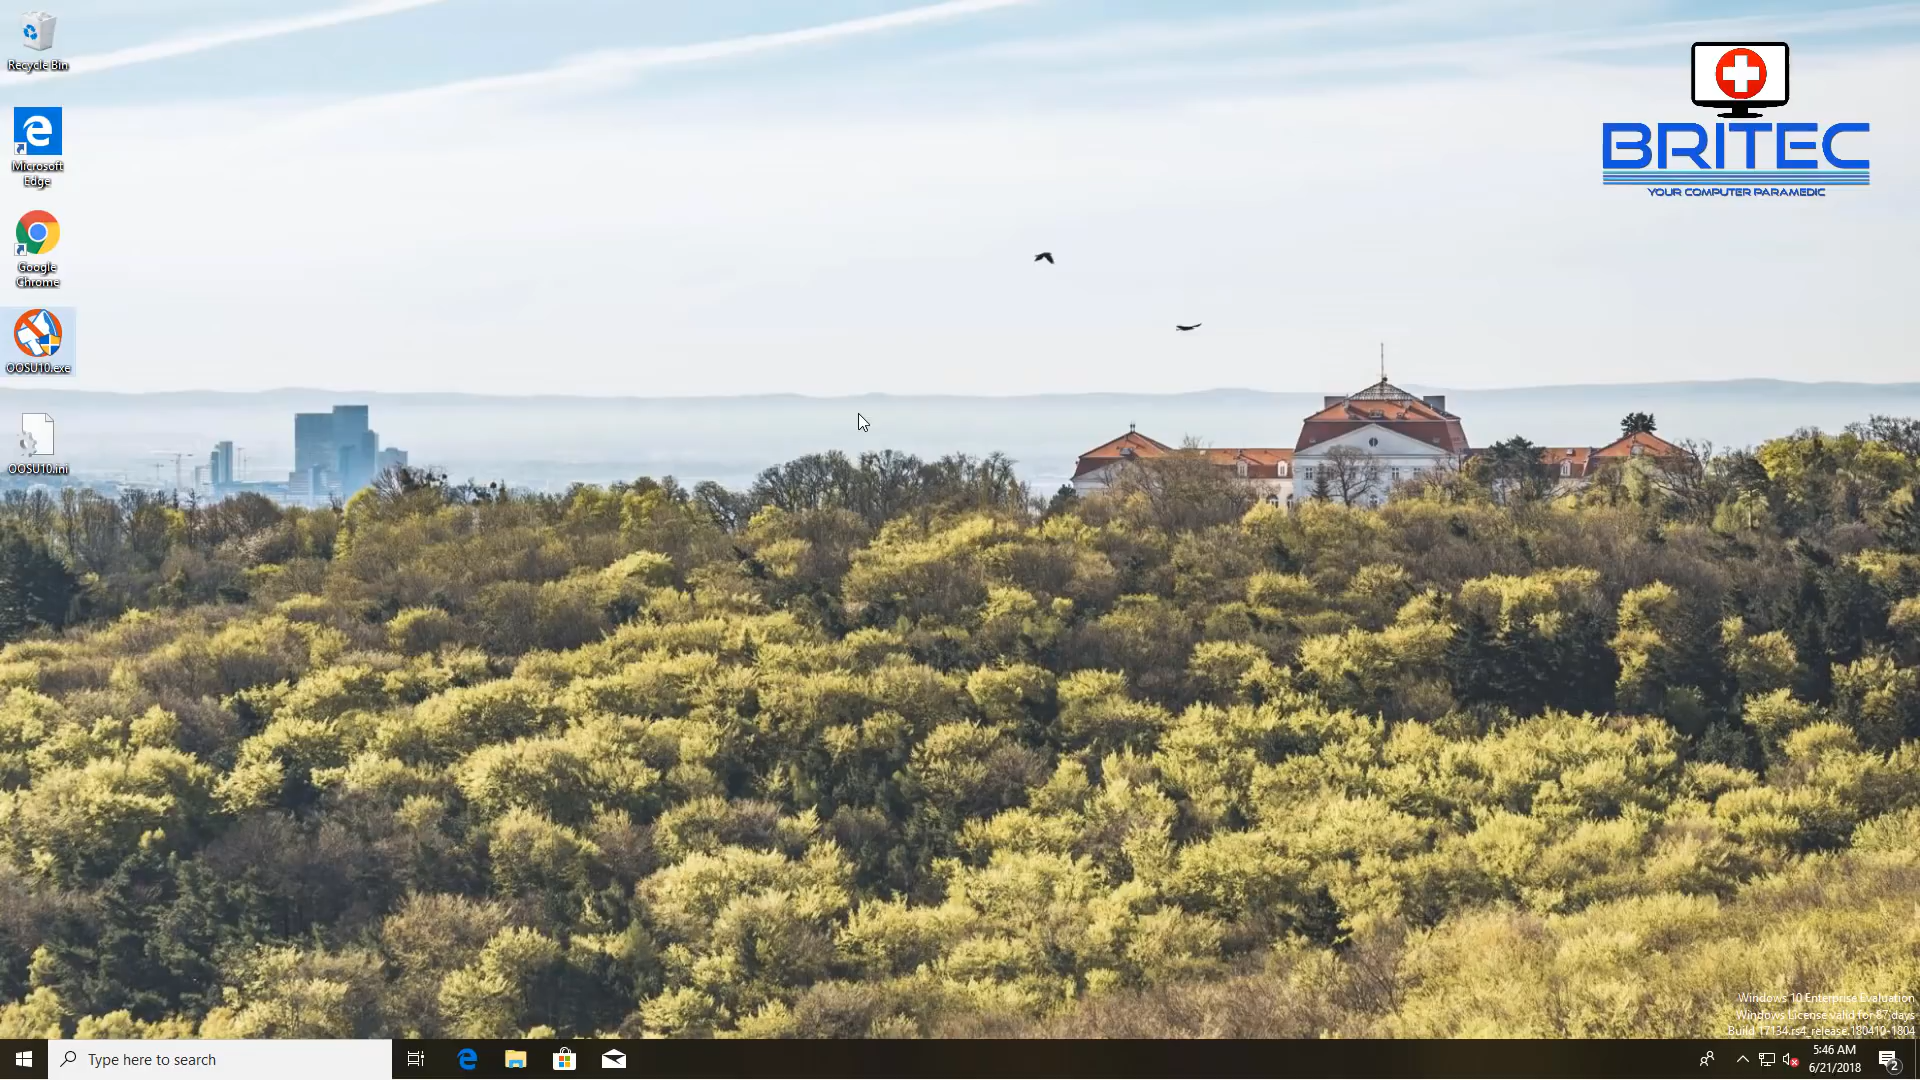 Recycle Bin
Microsoft
Edge
Google
Chrome
OOSU10.exe
OOSU10.ini
BRITEC
YOUR COMPUTER PARAMEDIC
Windows 10 Enterprise Evaluation
Windows License valid for 87 days
Build 17134.rs4_release.180410-1804
Type here to search
5:46 AM
6/21/2018
2